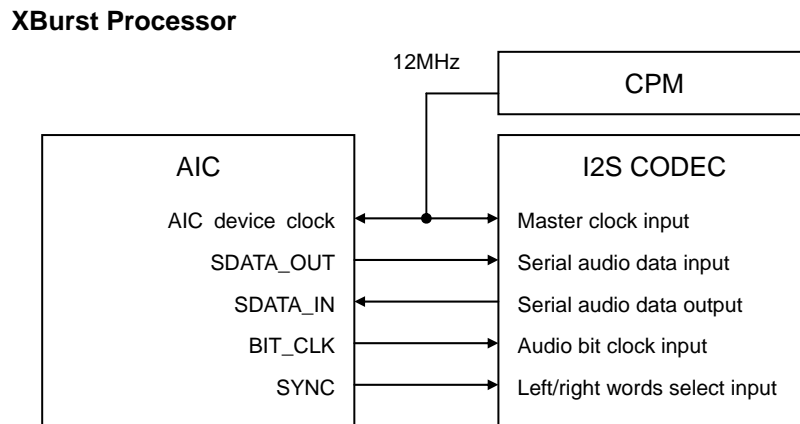 XBurst Processor
12MHz
CPM
AIC
I2S CODEC
AIC device clock
Master clock input
SDATA_OUT
Serial audio data input
SDATA_IN
Serial audio data output
BIT_CLK
Audio bit clock input
SYNC
Left/right words select input